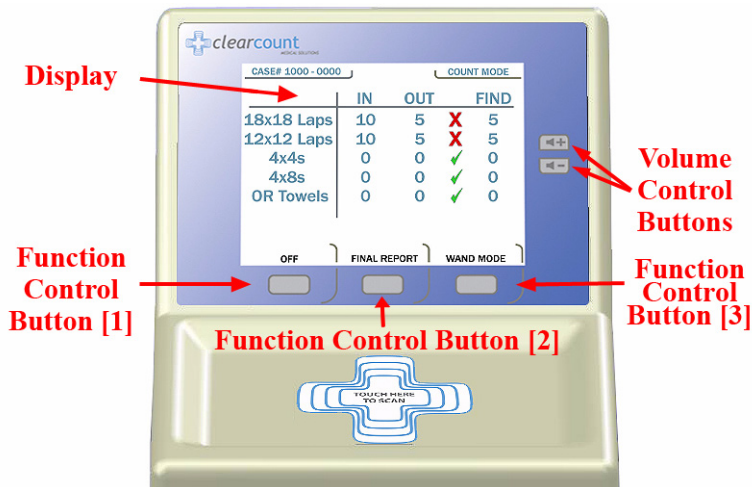 clearcount
MEDICAL SOLUTIONS
CASE# 1000 - 0000 COUNT MODE
Display
IN OUT FIND
18x18 Laps 10 5 X 5
12x12 Laps 10 5 X 5
4x4s 0 0 ✓ 0
4x8s 0 0 ✓ 0
OR Towels 0 0 ✓ 0
+
-
Volume
Control
Buttons
OFF FINAL REPORT WAND MODE
Function
Control
Button [1]
Function Control Button [2]
Function
Control
Button [3]
TOUCH HERE
TO SCAN